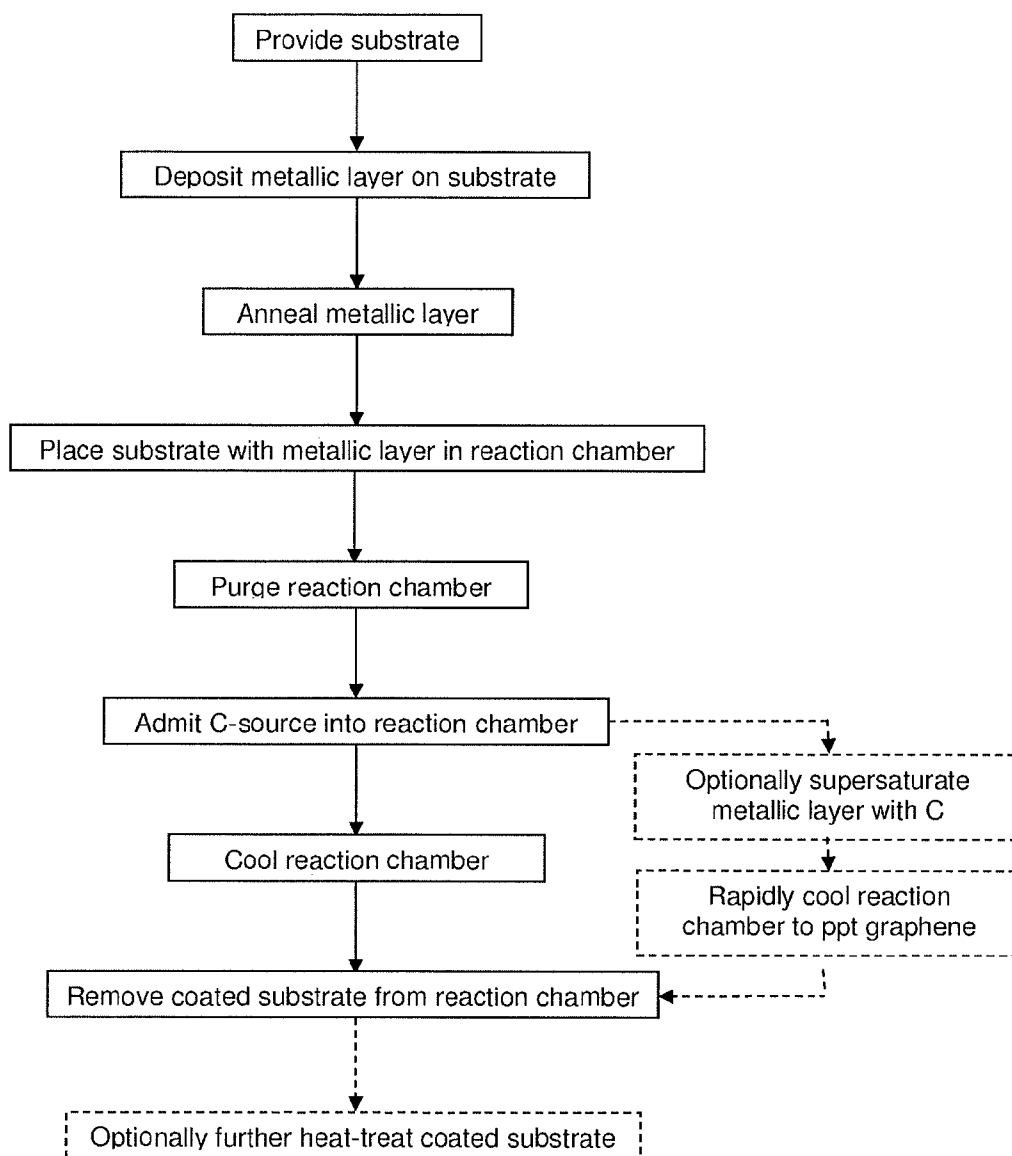 Provide substrate
Deposit metallic layer on substrate
Anneal metallic layer
Place substrate with metallic layer in reaction chamber
Purge reaction chamber
Admit C-source into reaction chamber
Optionally supersaturate
metallic layer with C
Cool reaction chamber
Rapidly cool reaction
chamber to ppt graphene
Remove coated substrate from reaction chamber
Optionally further heat-treat coated substrate